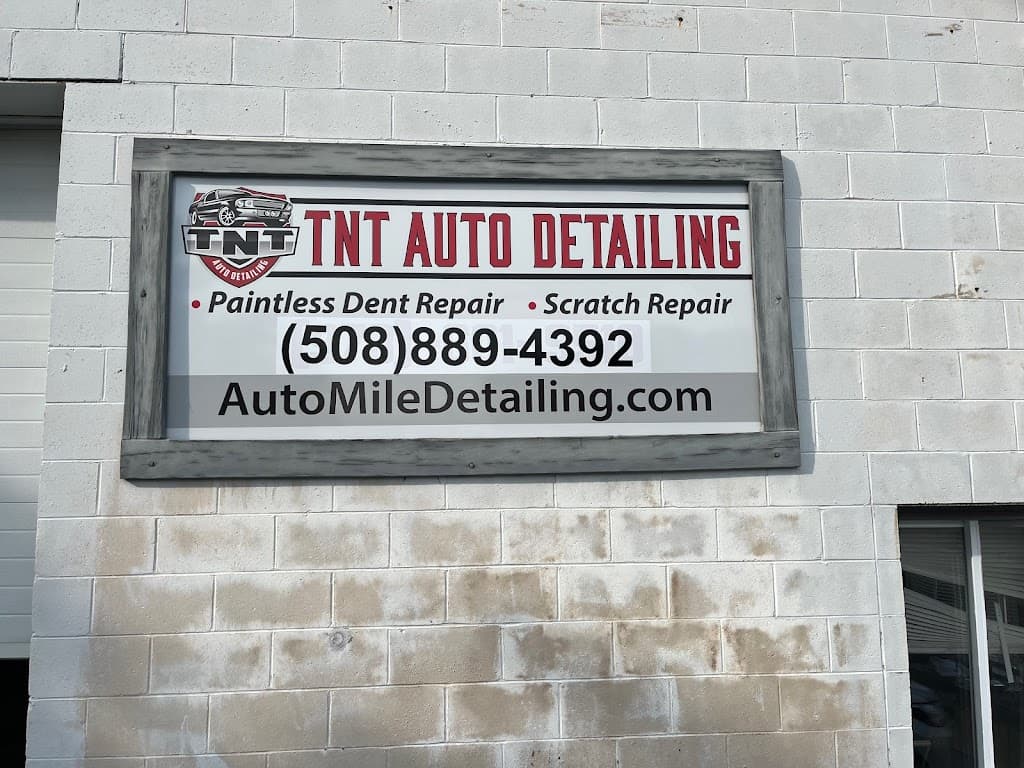 TNT
AUTO DETAILING
TNT AUTO DETAILING
• Paintless Dent Repair • Scratch Repair
(508)889-4392
AutoMileDetailing.com